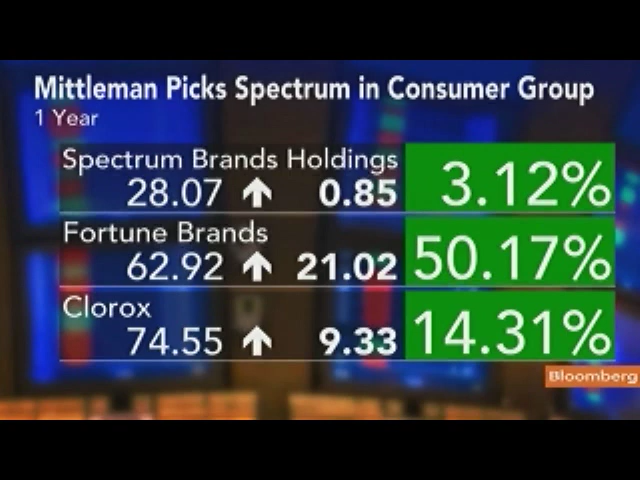 Mittleman Picks Spectrum in Consumer Group
1 Year
Spectrum Brands Holdings
28.07 ↑ 0.85 3.12%
Fortune Brands
62.92 ↑ 21.02 50.17%
Clorox
74.55 ↑ 9.33 14.31%
Bloomberg